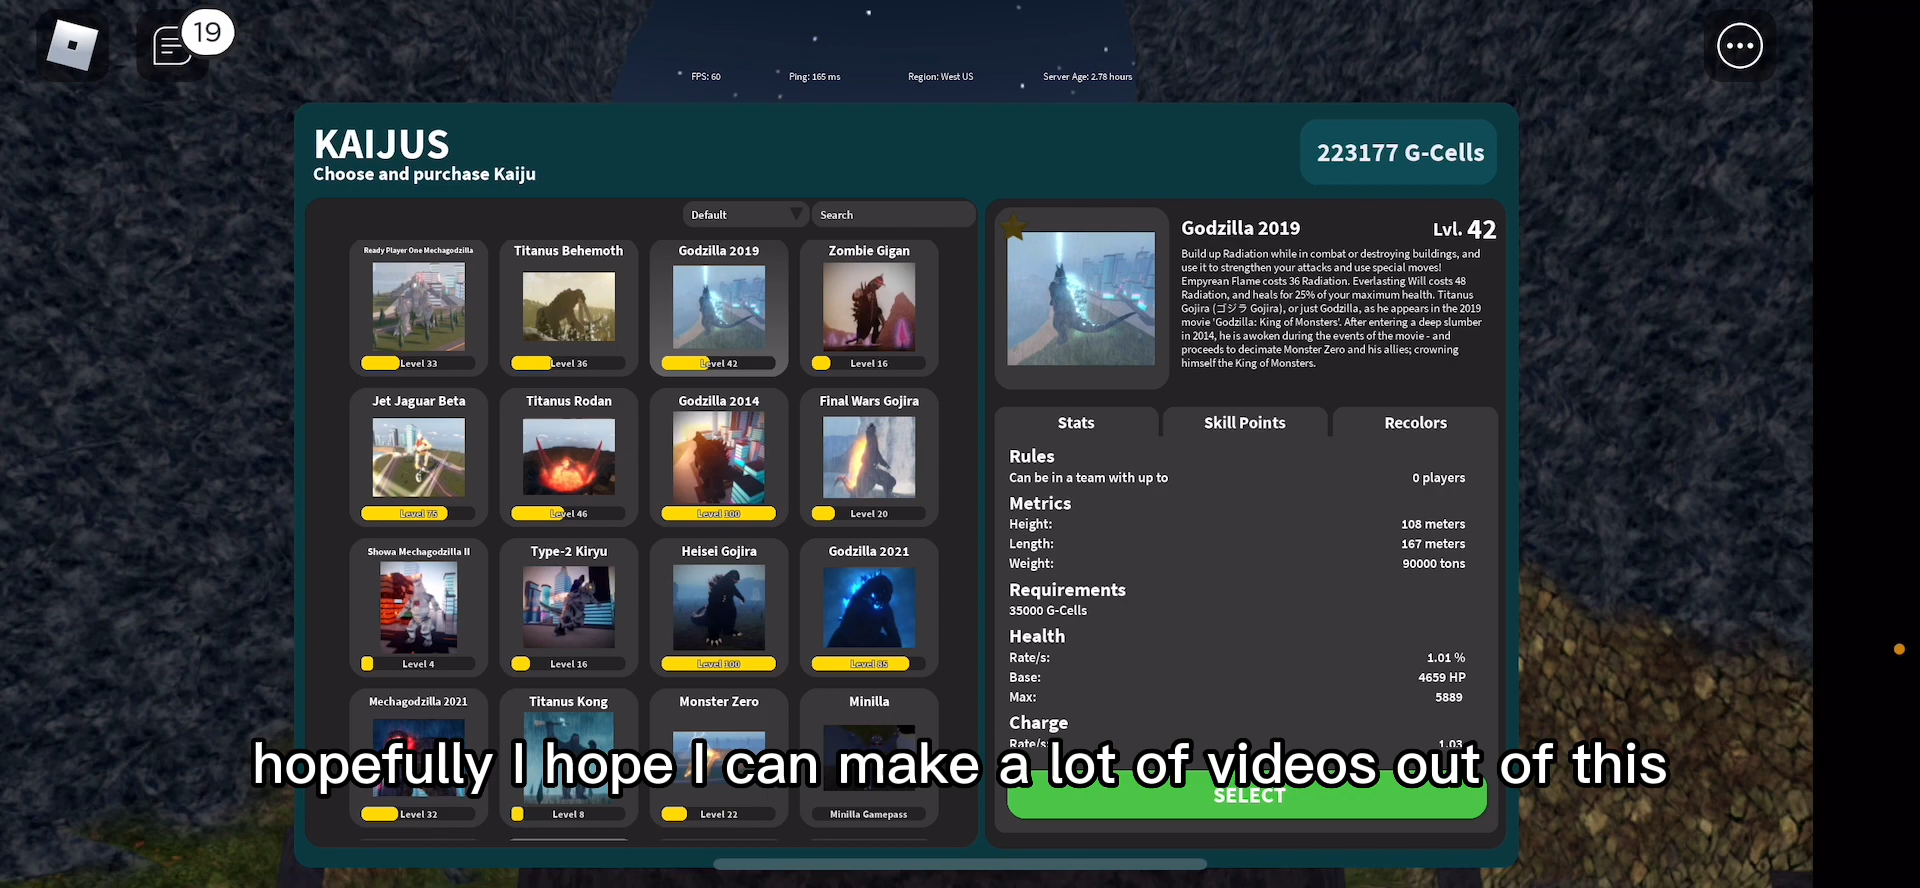 19
FPS: 60 Ping: 165 ms Region: West US Server Age: 2.78 hours
KAIJUS
Choose and purchase Kaiju
223177 G-Cells
Default
Search
Ready Player One Mechagodzilla
Level 33
Titanus Behemoth
Level 36
Godzilla 2019
Level 42
Zombie Gigan
Level 16
Jet Jaguar Beta
Level 75
Titanus Rodan
Level 46
Godzilla 2014
Level 100
Final Wars Gojira
Level 20
Showa Mechagodzilla II
Level 4
Type-2 Kiryu
Level 16
Heisei Gojira
Level 100
Godzilla 2021
Level 85
Mechagodzilla 2021
Level 32
Titanus Kong
Level 8
Monster Zero
Level 22
Minilla
Minilla Gamepass
Godzilla 2019
Lvl. 42
Build up Radiation while in combat or destroying buildings, and
use it to strengthen your attacks and use special moves!
Empyrean Flame costs 36 Radiation. Everlasting Will costs 48
Radiation, and heals for 25% of your maximum health. Titanus
Gojira (ゴジラ Gojira), or just Godzilla, as he appears in the 2019
movie 'Godzilla: King of Monsters'. After entering a deep slumber
in 2014, he is awoken during the events of the movie - and
proceeds to decimate Monster Zero and his allies; crowning
himself the King of Monsters.
Stats
Skill Points
Recolors
Rules
Can be in a team with up to 0 players
Metrics
Height: 108 meters
Length: 167 meters
Weight: 90000 tons
Requirements
35000 G-Cells
Health
Rate/s: 1.01 %
Base: 4659 HP
Max: 5889
Charge
Rate/s: 1.03
SELECT
hopefully I hope I can make a lot of videos out of this